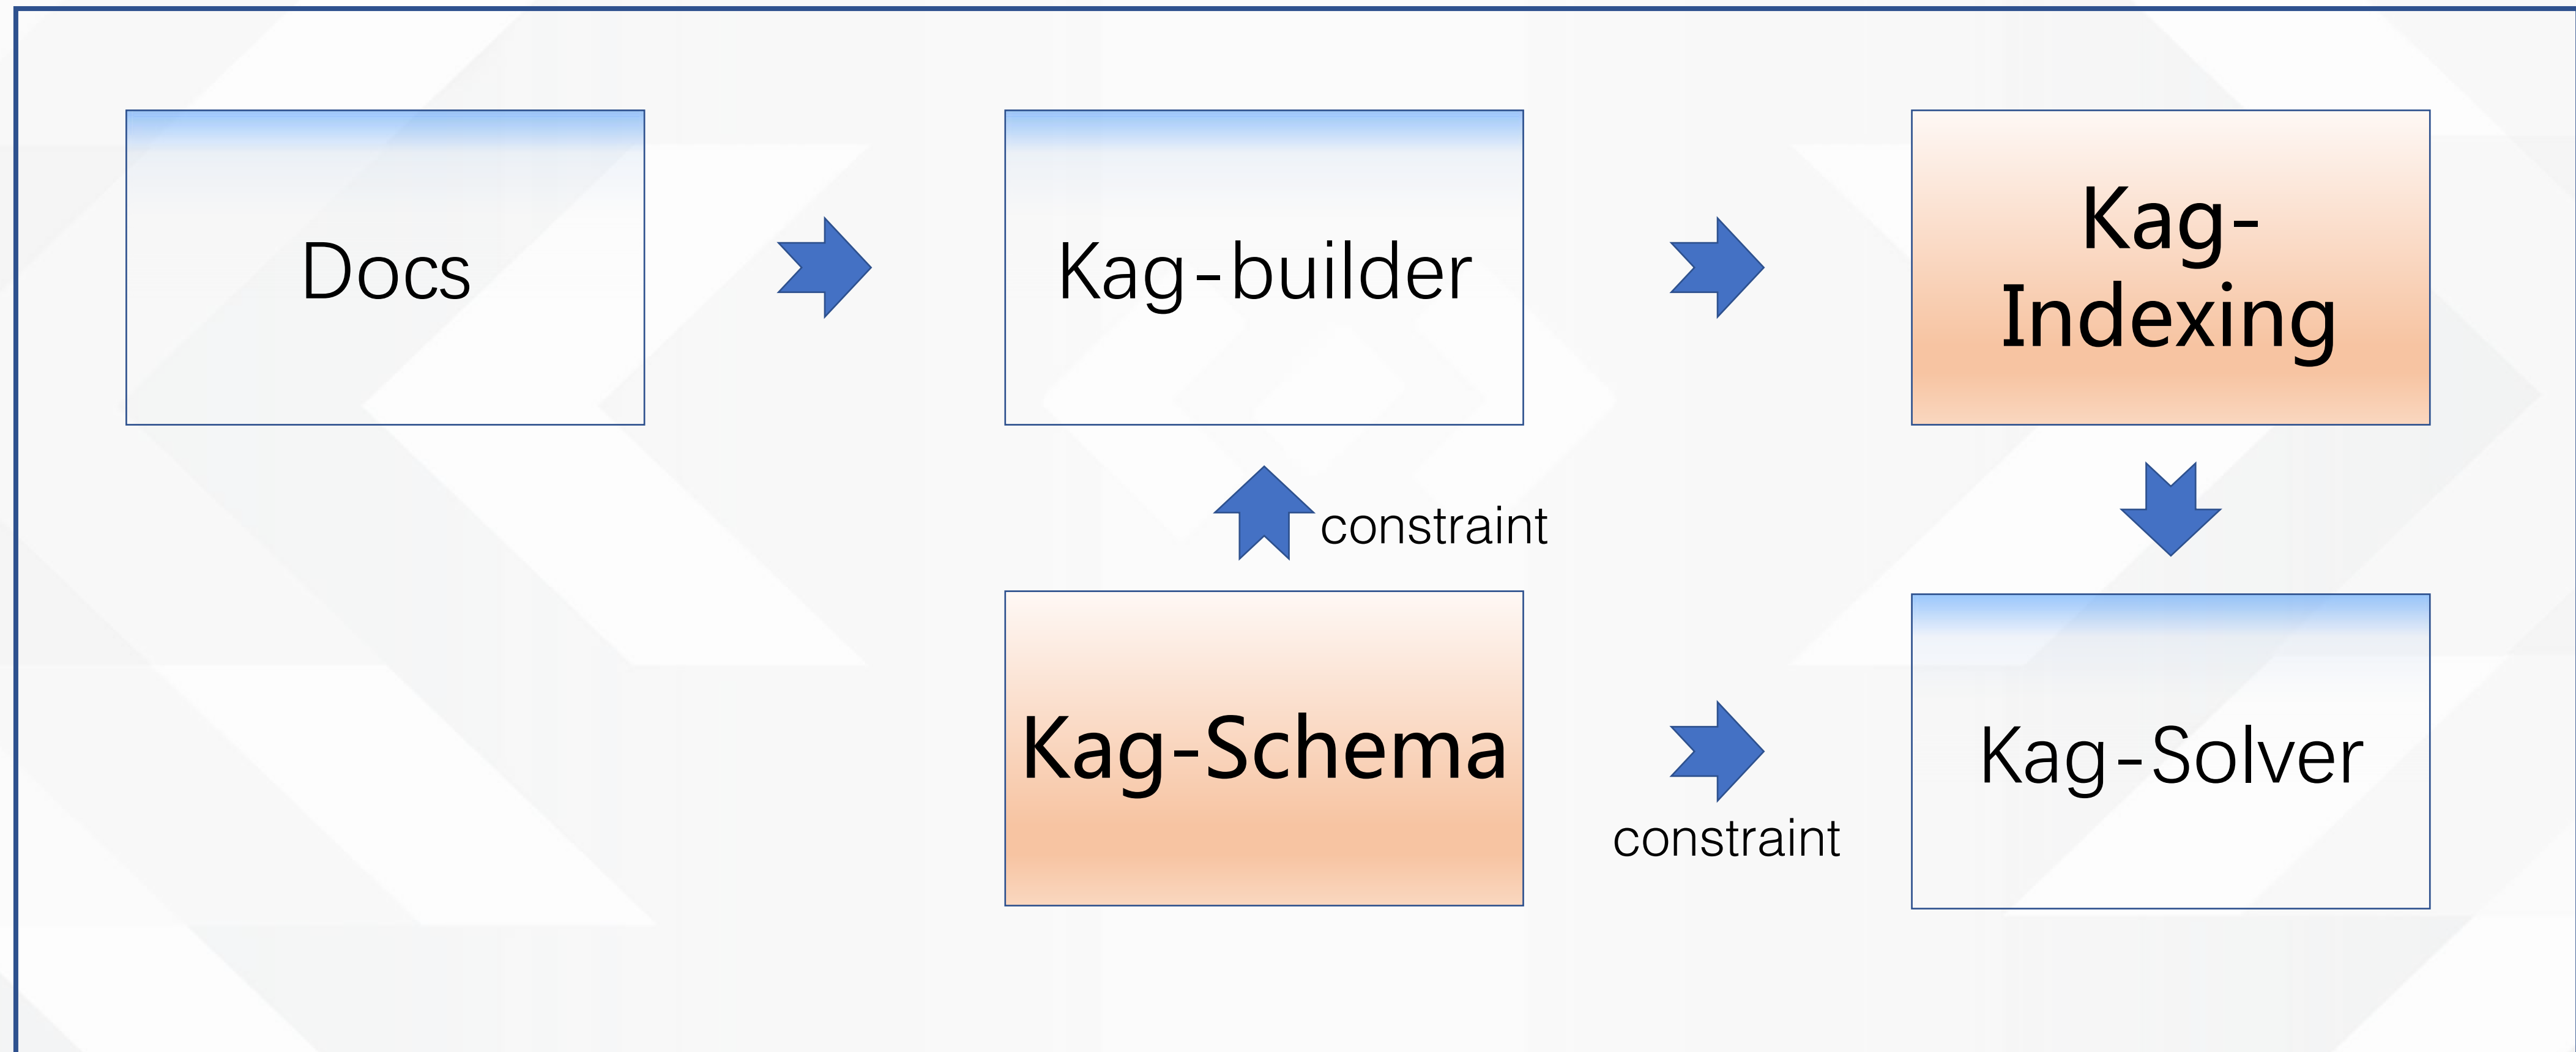 Docs
Kag-builder
Kag-
Indexing
constraint
Kag-Schema
constraint
Kag-Solver